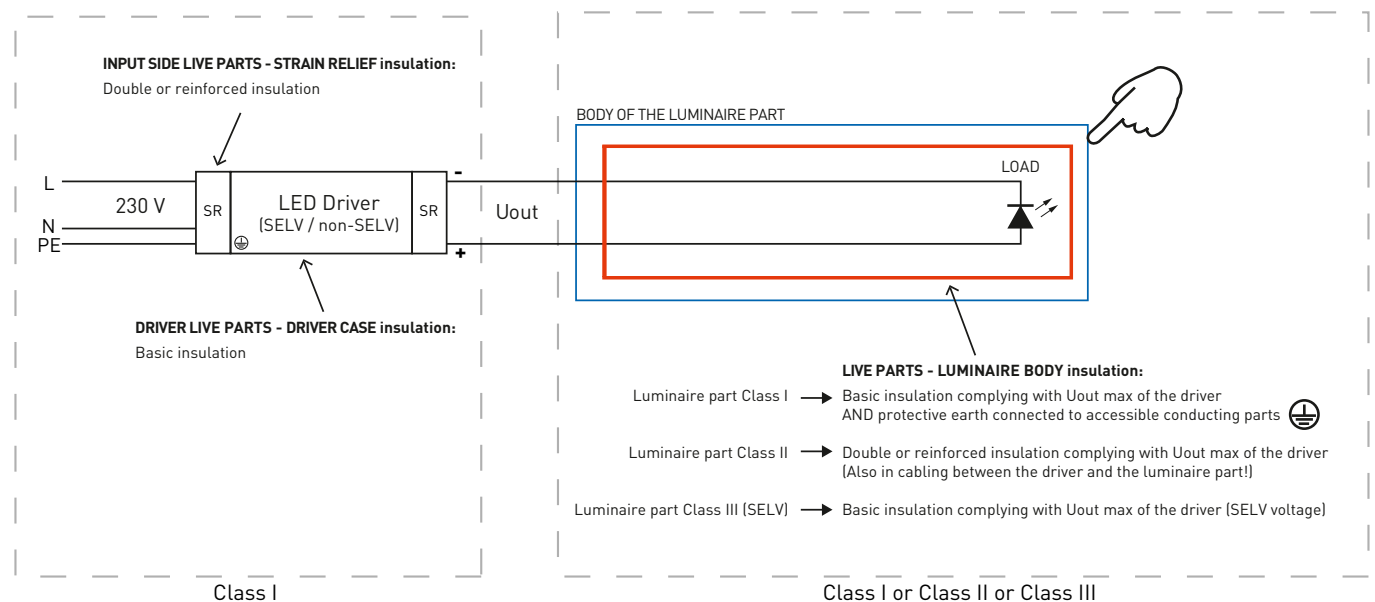 INPUT SIDE LIVE PARTS - STRAIN RELIEF insulation:
Double or reinforced insulation
L
230 V
N
PE
SR
LED Driver
(SELV / non-SELV)
SR
-
+
Uout
DRIVER LIVE PARTS - DRIVER CASE insulation:
Basic insulation
Class I
BODY OF THE LUMINAIRE PART
LOAD
LIVE PARTS - LUMINAIRE BODY insulation:
Luminaire part Class I
Basic insulation complying with Uout max of the driver
AND protective earth connected to accessible conducting parts
Luminaire part Class II
Double or reinforced insulation complying with Uout max of the driver
(Also in cabling between the driver and the luminaire part!)
Luminaire part Class III (SELV)
Basic insulation complying with Uout max of the driver (SELV voltage)
Class I or Class II or Class III